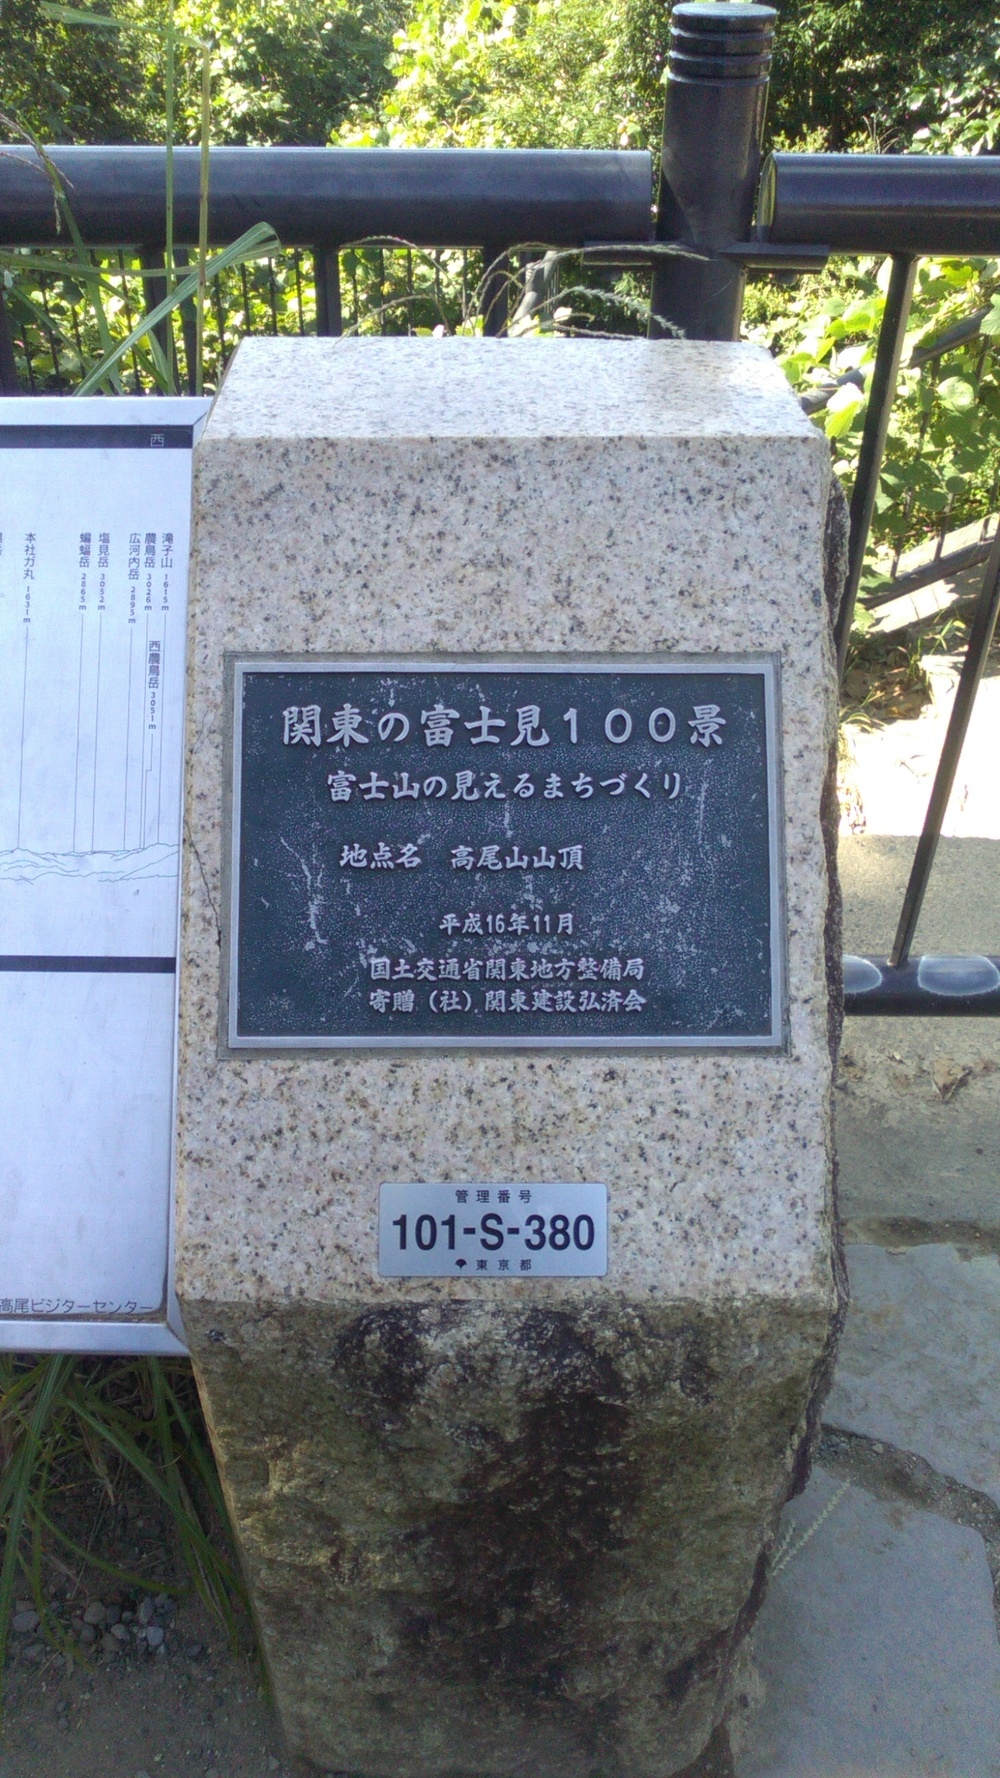 西
滝子山 1615m
農鳥岳 3026m
西農鳥岳 3051m
広河内岳 2895m
塩見岳 3052m
蝙蝠岳 2865m
本社ガ丸 1631m
高尾ビジターセンター
関東の富士見100景
富士山の見えるまちづくり
地点名 高尾山山頂
平成16年11月
国土交通省関東地方整備局
寄贈（社）関東建設弘済会
管理番号
101-S-380
東京都